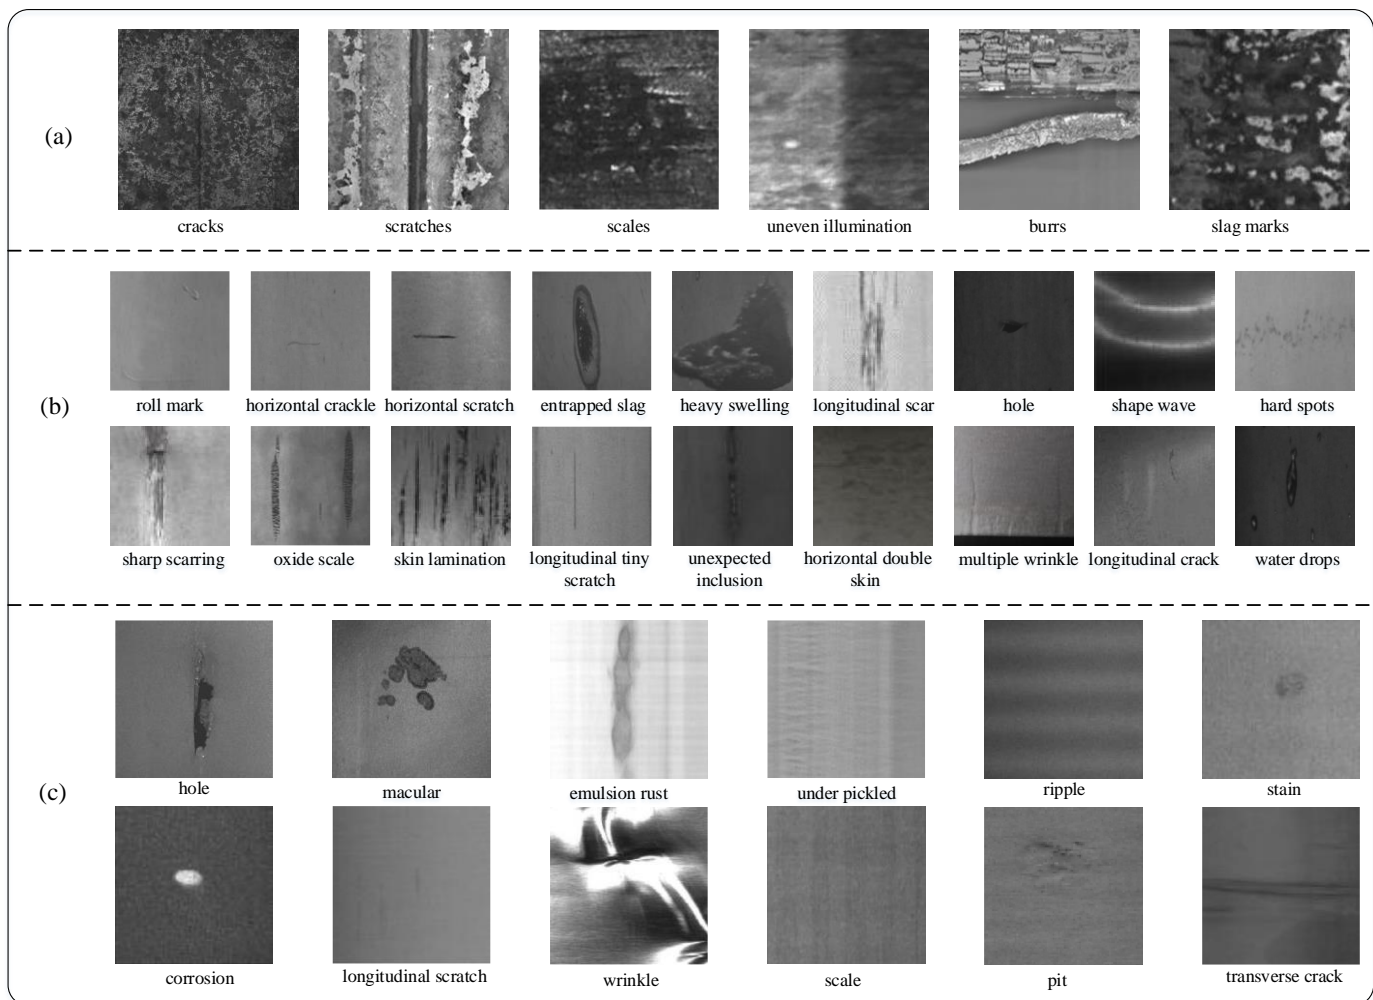 (a)
cracks
scratches
scales
uneven illumination
burrs
slag marks
(b)
roll mark
horizontal crackle
horizontal scratch
entrapped slag
heavy swelling
longitudinal scar
hole
shape wave
hard spots
sharp scarring
oxide scale
skin lamination
longitudinal tiny
scratch
unexpected
inclusion
horizontal double
skin
multiple wrinkle
longitudinal crack
water drops
(c)
hole
macular
emulsion rust
under pickled
ripple
stain
corrosion
longitudinal scratch
wrinkle
scale
pit
transverse crack